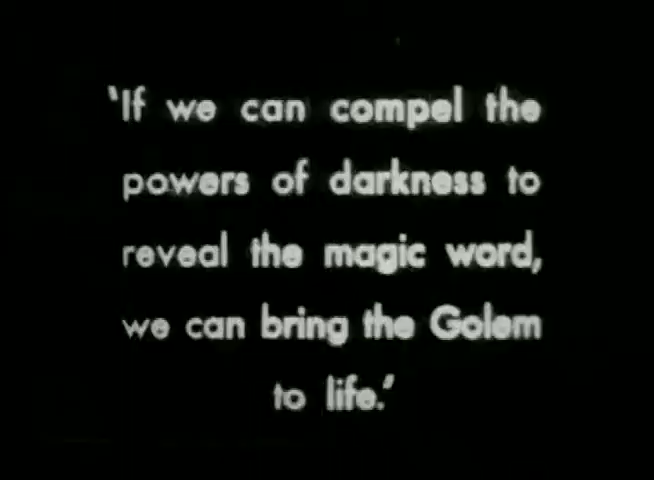 'If we can compel the
powers of darkness to
reveal the magic word,
we can bring the Golem
to life.'